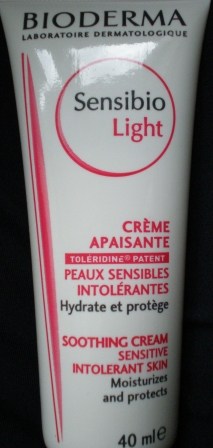 BIODERMA
LABORATOIRE DERMATOLOGIQUE
Sensibio
Light
CRÈME
APAISANTE
TOLÉRIDINE® PATENT
PEAUX SENSIBLES
INTOLÉRANTES
Hydrate et protège
SOOTHING CREAM
SENSITIVE
INTOLERANT SKIN
Moisturizes
and protects
40 ml e